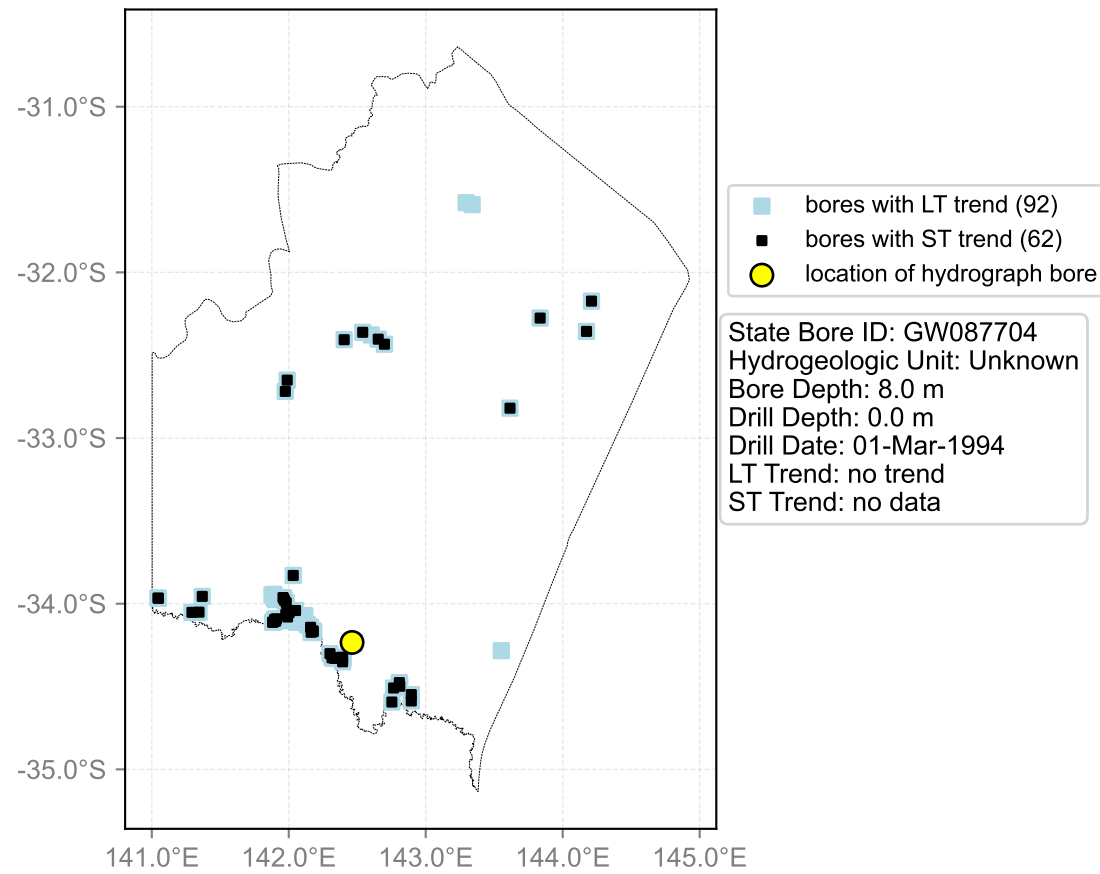 -31.0°S
-32.0°S
-33.0°S
-34.0°S
-35.0°S
141.0°E 142.0°E 143.0°E 144.0°E 145.0°E
bores with LT trend (92)
bores with ST trend (62)
location of hydrograph bore
State Bore ID: GW087704
Hydrogeologic Unit: Unknown
Bore Depth: 8.0 m
Drill Depth: 0.0 m
Drill Date: 01-Mar-1994
LT Trend: no trend
ST Trend: no data